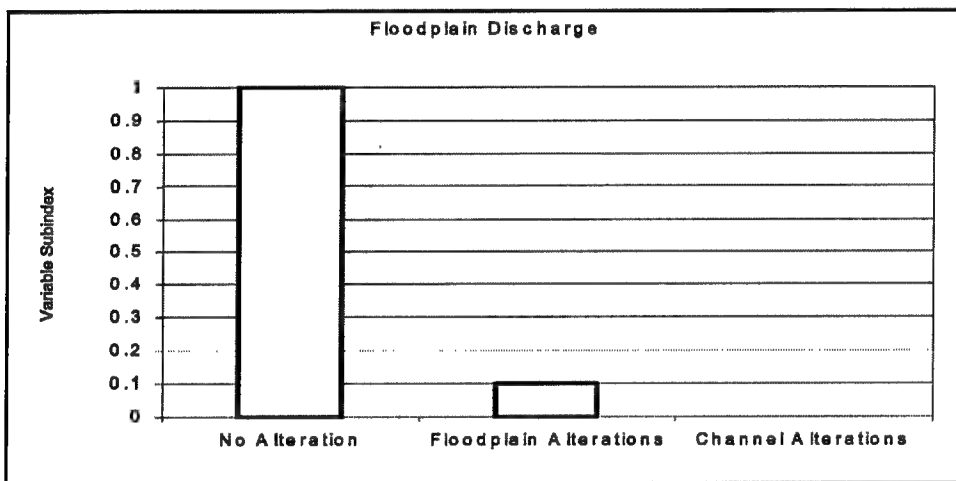 Floodplain Discharge
Variable Subindex
1
0.9
0.8
0.7
0.6
0.5
0.4
0.3
0.2
0.1
0
No Alteration
Floodplain Alterations
Channel Alterations